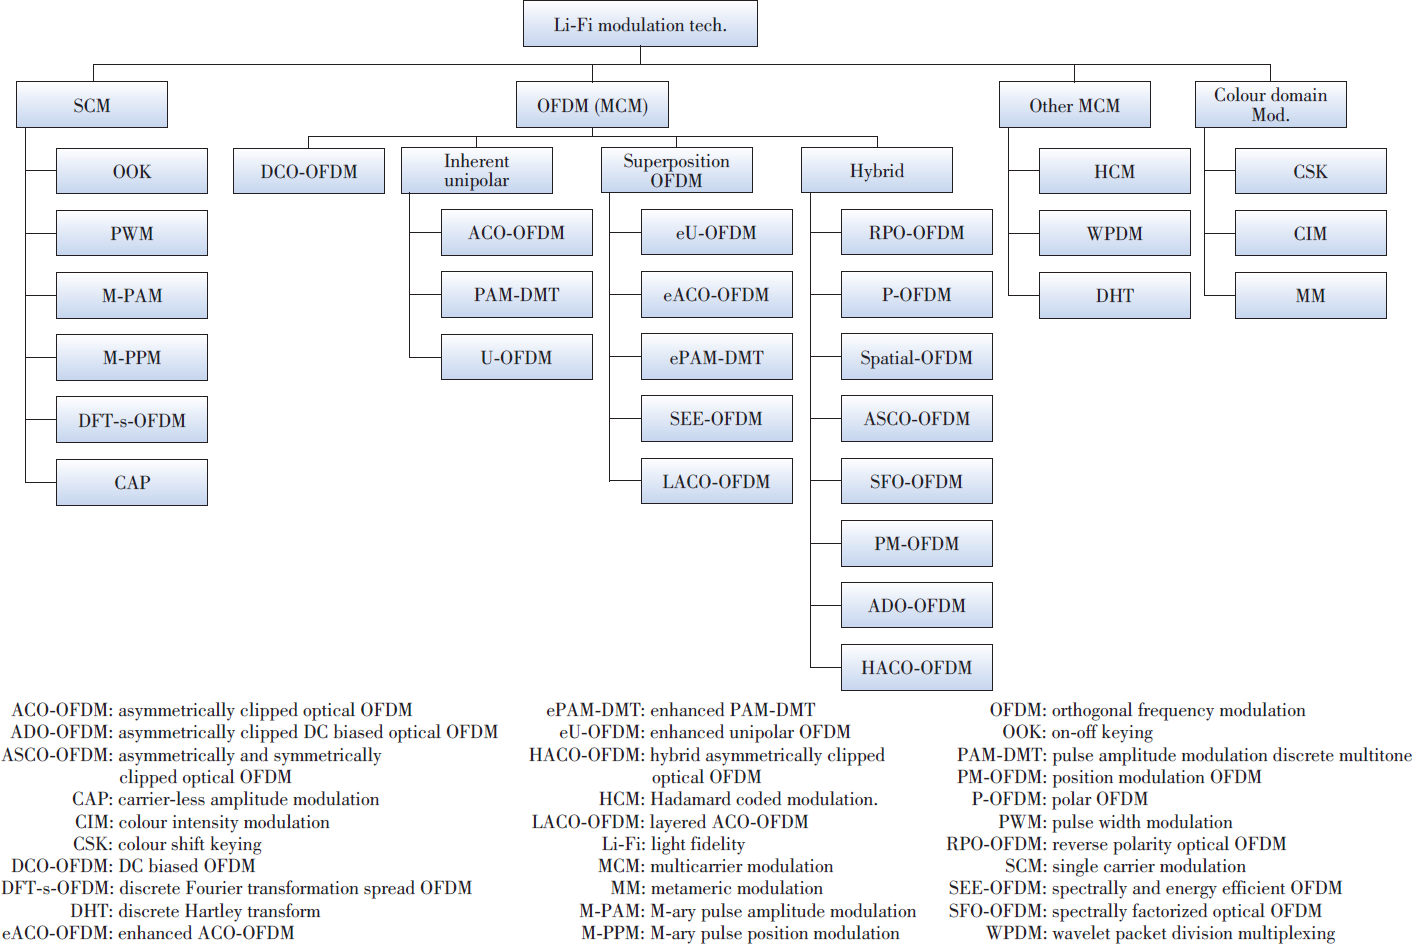 Li-Fi modulation tech.
SCM
OFDM (MCM)
Other MCM
Colour domain
Mod.
OOK
PWM
M-PAM
M-PPM
DFT-s-OFDM
CAP
DCO-OFDM
Inherent
unipolar
ACO-OFDM
PAM-DMT
U-OFDM
Superposition
OFDM
eU-OFDM
eACO-OFDM
ePAM-DMT
SEE-OFDM
LACO-OFDM
Hybrid
RPO-OFDM
P-OFDM
Spatial-OFDM
ASCO-OFDM
SFO-OFDM
PM-OFDM
ADO-OFDM
HACO-OFDM
HCM
WPDM
DHT
CSK
CIM
MM
ACO-OFDM: asymmetrically clipped optical OFDM
ADO-OFDM: asymmetrically clipped DC biased optical OFDM
ASCO-OFDM: asymmetrically and symmetrically
clipped optical OFDM
CAP: carrier-less amplitude modulation
CIM: colour intensity modulation
CSK: colour shift keying
DCO-OFDM: DC biased OFDM
DFT-s-OFDM: discrete Fourier transformation spread OFDM
DHT: discrete Hartley transform
eACO-OFDM: enhanced ACO-OFDM
ePAM-DMT: enhanced PAM-DMT
eU-OFDM: enhanced unipolar OFDM
HACO-OFDM: hybrid asymmetrically clipped
optical OFDM
HCM: Hadamard coded modulation.
LACO-OFDM: layered ACO-OFDM
Li-Fi: light fidelity
MCM: multicarrier modulation
MM: metameric modulation
M-PAM: M-ary pulse amplitude modulation
M-PPM: M-ary pulse position modulation
OFDM: orthogonal frequency modulation
OOK: on-off keying
PAM-DMT: pulse amplitude modulation discrete multitone
PM-OFDM: position modulation OFDM
P-OFDM: polar OFDM
PWM: pulse width modulation
RPO-OFDM: reverse polarity optical OFDM
SCM: single carrier modulation
SEE-OFDM: spectrally and energy efficient OFDM
SFO-OFDM: spectrally factorized optical OFDM
WPDM: wavelet packet division multiplexing